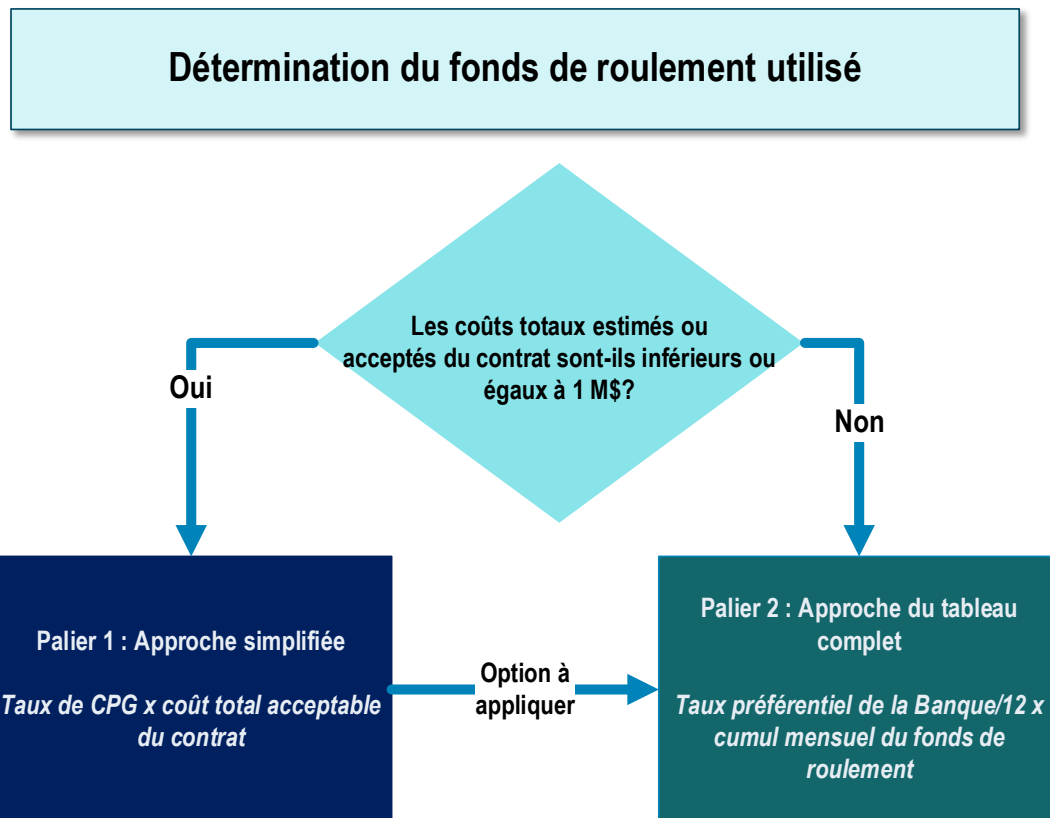 Détermination du fonds de roulement utilisé
Les coûts totaux estimés ou
acceptés du contrat sont-ils inférieurs ou
égaux à 1 M$?
Oui
Non
Palier 1 : Approche simplifiée
Taux de CPG x coût total acceptable
du contrat
Option à
appliquer
Palier 2 : Approche du tableau
complet
Taux préférentiel de la Banque/12 x
cumul mensuel du fonds de
roulement